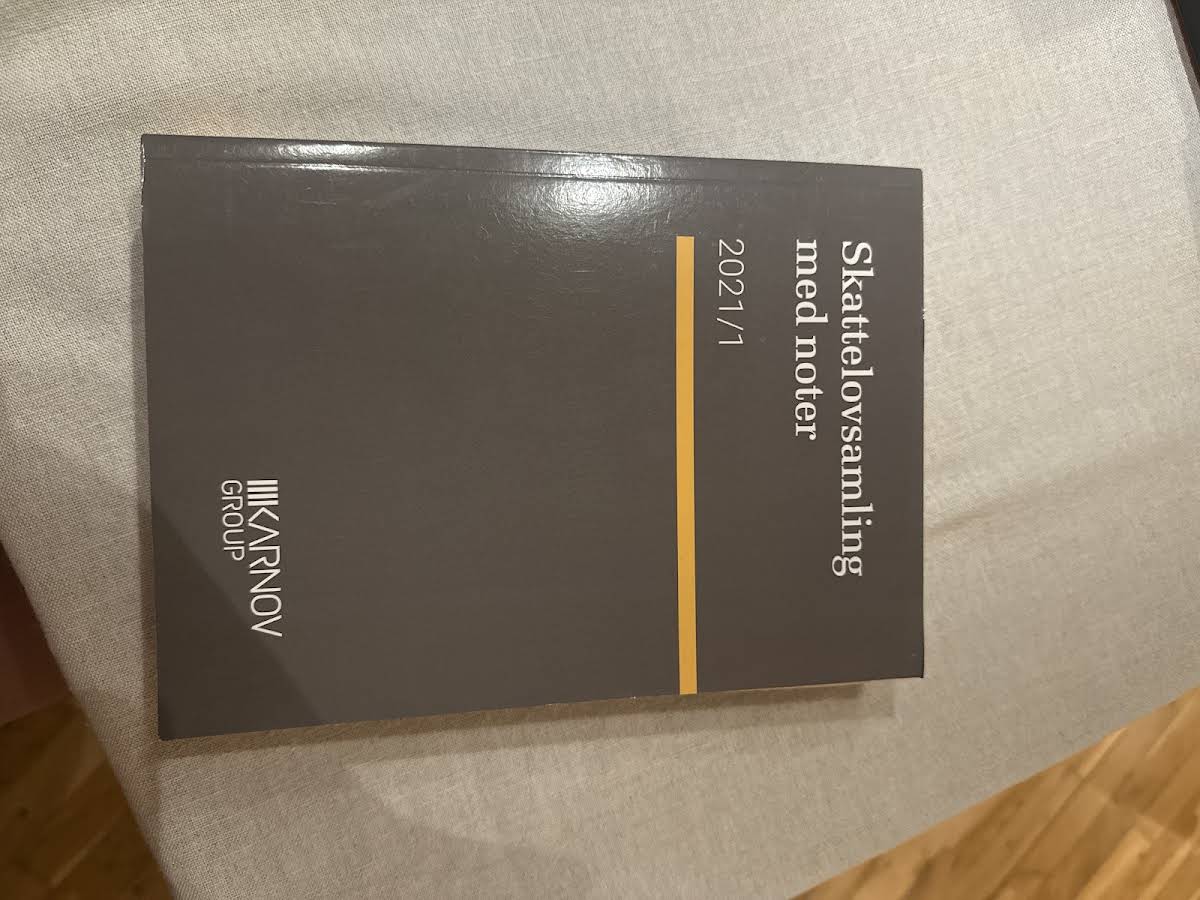 Skattelovsamling
med noter
2021/1
KARNOV
GROUP